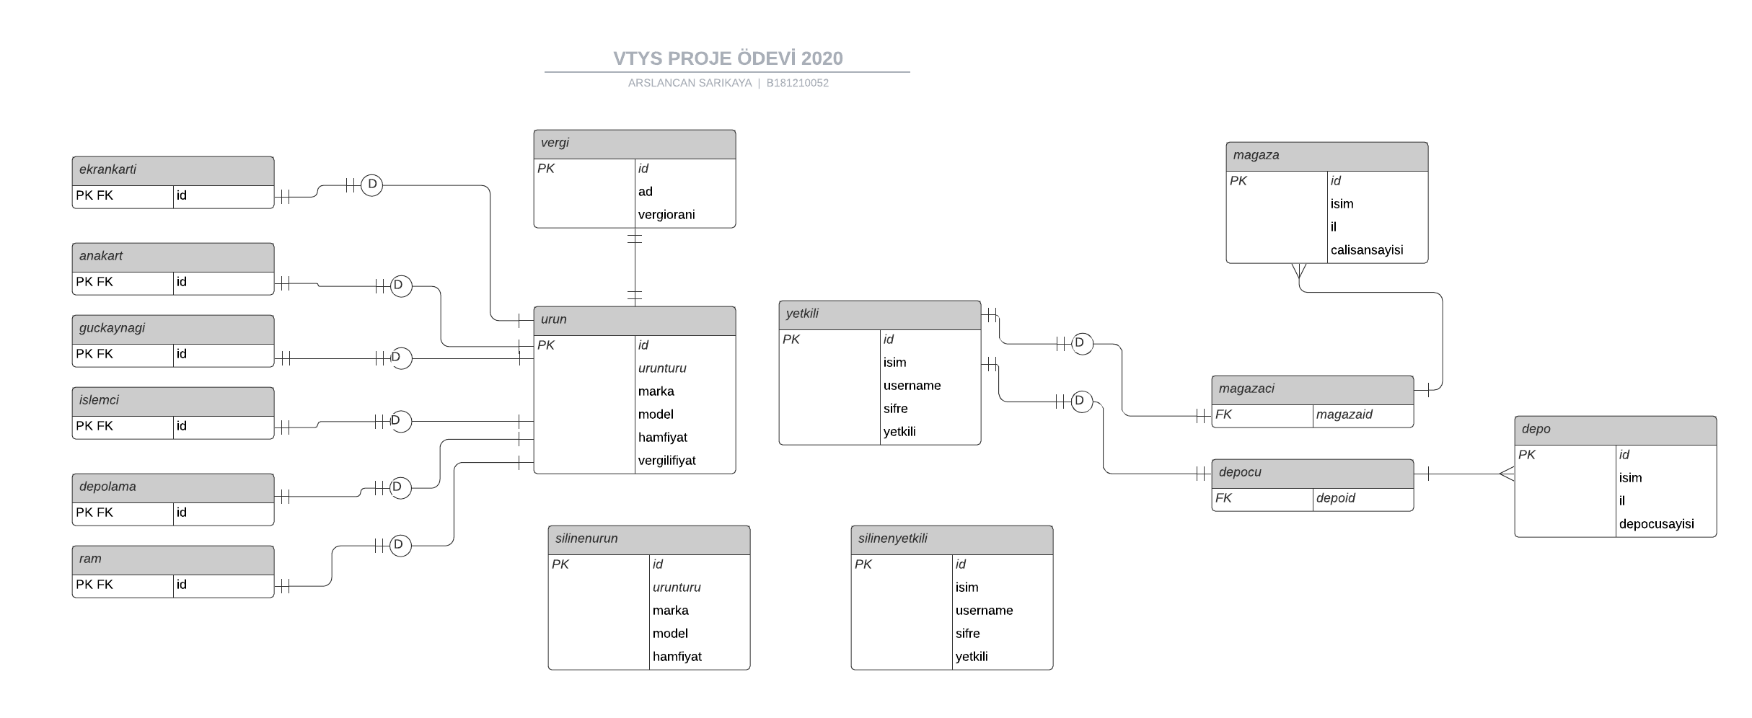 VTYS PROJE ÖDEVİ 2020
ARSLANCAN SARIKAYA | B181210052
ekrankarti
PK FK id
D
anakart
PK FK id
D
guckaynagi
PK FK id
D
islemci
PK FK id
D
depolama
PK FK id
D
ram
PK FK id
D
vergi
PK id
ad
vergiorani
urun
PK id
urunturu
marka
model
hamfiyat
vergilifiyat
silinenurun
PK id
urunturu
marka
model
hamfiyat
yetkili
PK id
isim
username
sifre
yetkili
D
D
silinenyetkili
PK id
isim
username
sifre
yetkili
magaza
PK id
isim
il
calisansayisi
magazaci
FK magazaid
depocu
FK depoid
depo
PK id
isim
il
depocusayisi